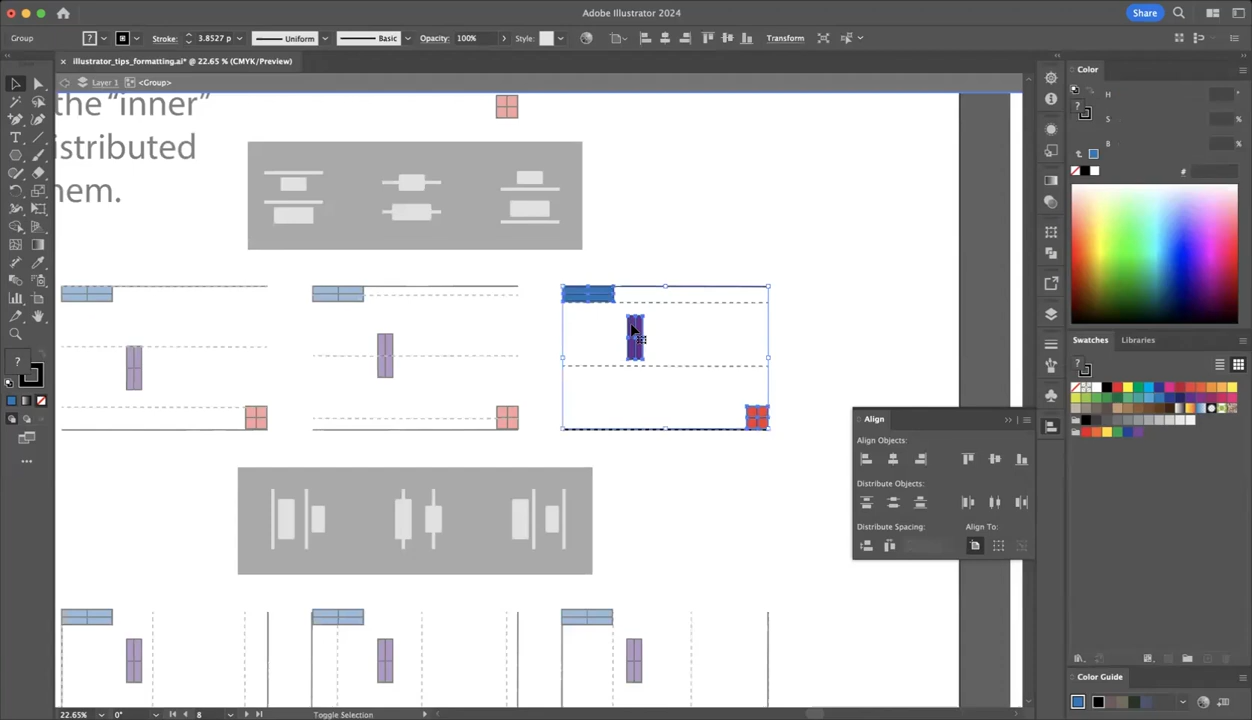 Adobe Illustrator 2024
Share
Group
Stroke:
3.8527 p
Uniform
Basic
Opacity:
100%
Style:
Transform
illustrator_tips_formatting.ai* @ 22.65 % (CMYK/Preview)
Layer 1
<Group>
the “inner”
istributed
hem.
Color
H
S
B
Swatches
Libraries
Align
Align Objects:
Distribute Objects:
Distribute Spacing:
Align To:
Color Guide
22.65%
0°
8
Toggle Selection